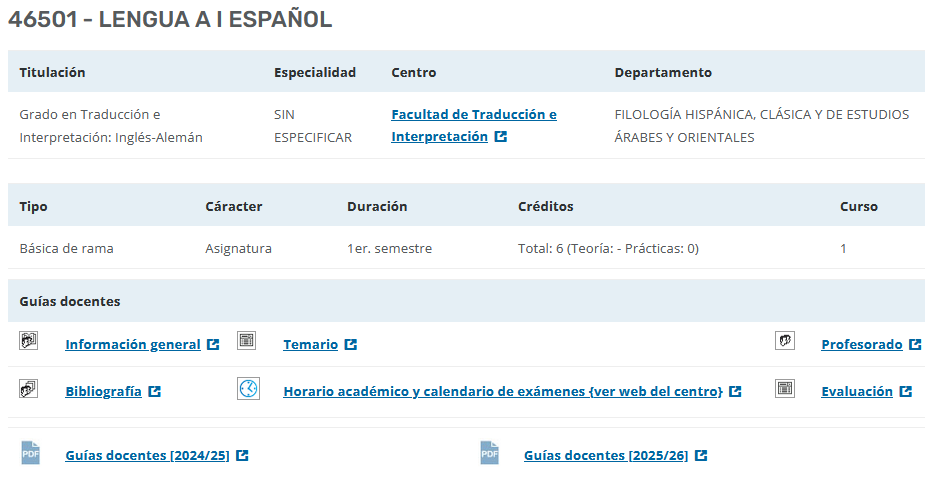 46501 - LENGUA A I ESPAÑOL
Titulación Especialidad Centro Departamento
Grado en Traducción e SIN Facultad de Traducción e FILOLOGÍA HISPÁNICA, CLÁSICA Y DE ESTUDIOS
Interpretación: Inglés-Alemán ESPECIFICAR Interpretación ÁRABES Y ORIENTALES
Tipo Cáracter Duración Créditos Curso
Básica de rama Asignatura 1er. semestre Total: 6 (Teoría: - Prácticas: 0) 1
Guías docentes
Información general Temario Profesorado
Bibliografía Horario académico y calendario de exámenes {ver web del centro} Evaluación
PDF Guías docentes [2024/25] PDF Guías docentes [2025/26]